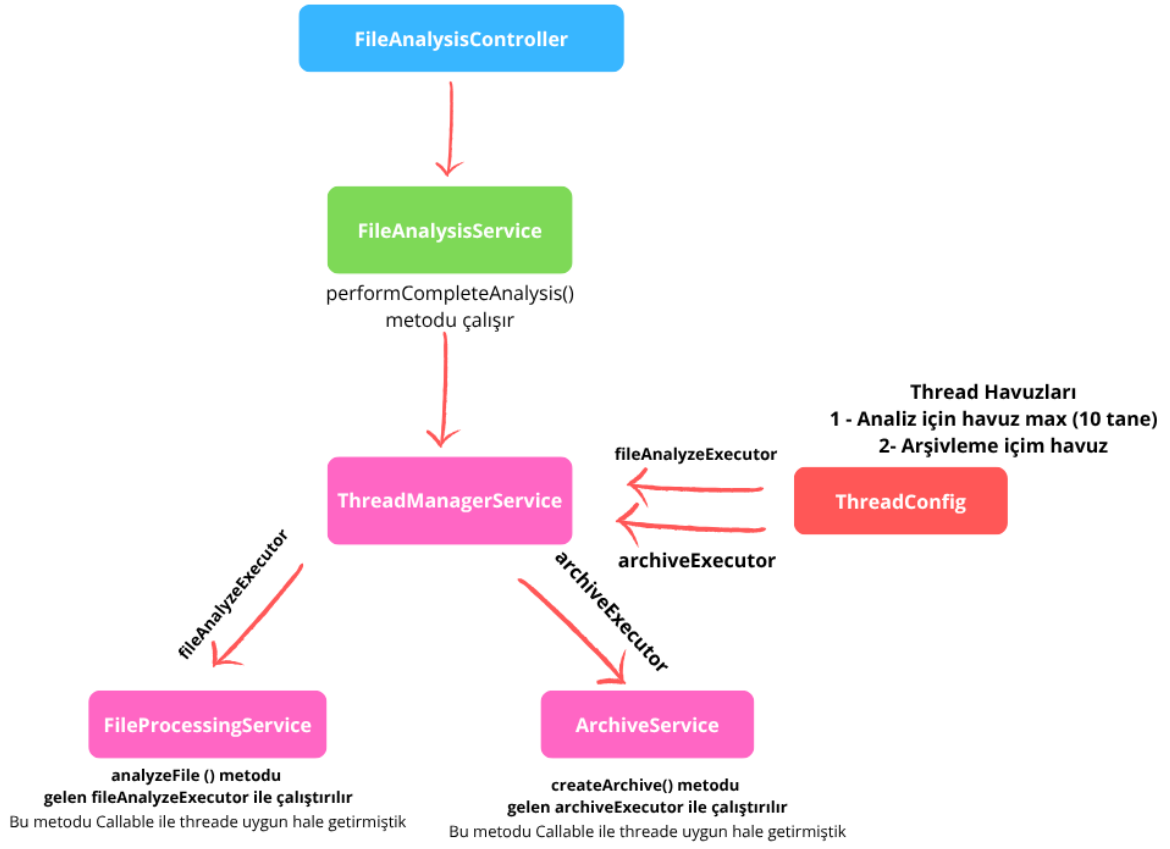 FileAnalysisController
FileAnalysisService
performCompleteAnalysis()
metodu çalışır
Thread Havuzları
1 - Analiz için havuz max (10 tane)
2- Arşivleme içim havuz
fileAnalyzeExecutor
ThreadManagerService
ThreadConfig
archiveExecutor
fileAnalyzeExecutor
archiveExecutor
FileProcessingService
ArchiveService
analyzeFile () metodu
gelen fileAnalyzeExecutor ile çalıştırılır
Bu metodu Callable ile threade uygun hale getirmiştik
createArchive() metodu
gelen archiveExecutor ile çalıştırılır
Bu metodu Callable ile threade uygun hale getirmiştik